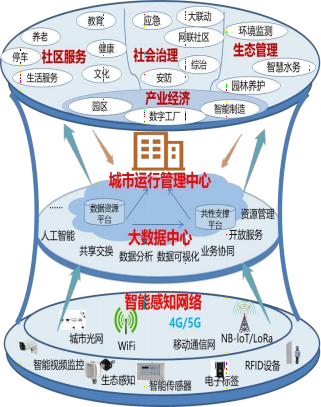 教育 应急 大联动
养老 网联社区 环境监测
停车 社区服务 健康 社会治理 生态管理
生活服务 文化 综治 智慧水务
安防 园林养护
产业经济
园区 数字工厂 智能制造
城市运行管理中心
数据资源平台 共性支撑平台 资源管理
……
人工智能 大数据中心 开放服务
共享交换 数据分析 数据可视化 业务协同
智能感知网络
城市光网 WiFi 4G/5G 移动通信网 NB-IoT/LoRa
智能视频监控 生态感知 智能传感器 电子标签 RFID设备